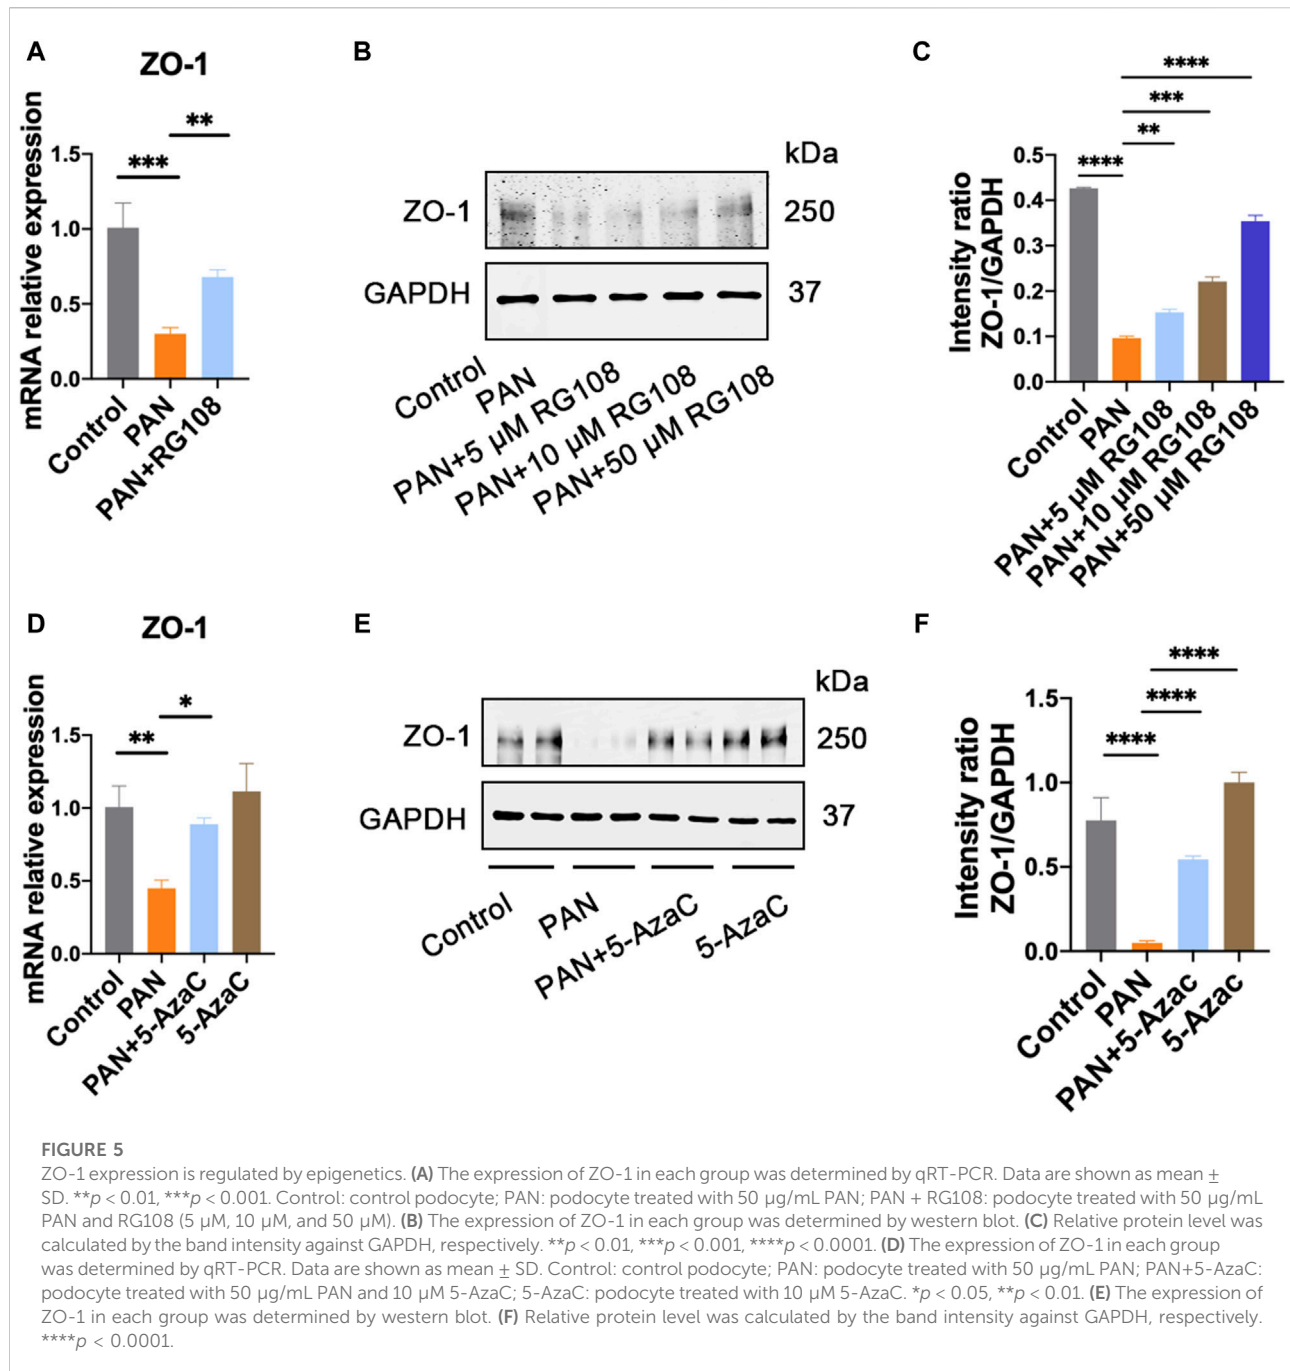 A
ZO-1
mRNA relative expression
1.5
1.0
0.5
0.0
***
**
Control
PAN
PAN+RG108
B
kDa
ZO-1
250
GAPDH
37
Control
PAN
PAN+5 µM RG108
PAN+10 µM RG108
PAN+50 µM RG108
C
Intensity ratio
ZO-1/GAPDH
0.5
0.4
0.3
0.2
0.1
0.0
****
***
**
****
Control
PAN
PAN+5 µM RG108
PAN+10 µM RG108
PAN+50 µM RG108
D
ZO-1
mRNA relative expression
1.5
1.0
0.5
0.0
**
*
Control
PAN
PAN+5-AzaC
5-AzaC
E
kDa
ZO-1
250
GAPDH
37
Control
PAN
PAN+5-AzaC
5-AzaC
F
Intensity ratio
ZO-1/GAPDH
1.5
1.0
0.5
0.0
****
****
****
Control
PAN
PAN+5-Azac
5-Azac
FIGURE 5
ZO-1 expression is regulated by epigenetics. (A) The expression of ZO-1 in each group was determined by qRT-PCR. Data are shown as mean ±
SD. **p < 0.01, ***p < 0.001. Control: control podocyte; PAN: podocyte treated with 50 µg/mL PAN; PAN + RG108: podocyte treated with 50 µg/mL
PAN and RG108 (5 µM, 10 µM, and 50 µM). (B) The expression of ZO-1 in each group was determined by western blot. (C) Relative protein level was
calculated by the band intensity against GAPDH, respectively. **p < 0.01, ***p < 0.001, ****p < 0.0001. (D) The expression of ZO-1 in each group
was determined by qRT-PCR. Data are shown as mean ± SD. Control: control podocyte; PAN: podocyte treated with 50 µg/mL PAN; PAN+5-AzaC:
podocyte treated with 50 µg/mL PAN and 10 µM 5-AzaC; 5-AzaC: podocyte treated with 10 µM 5-AzaC. *p < 0.05, **p < 0.01. (E) The expression of
ZO-1 in each group was determined by western blot. (F) Relative protein level was calculated by the band intensity against GAPDH, respectively.
****p < 0.0001.